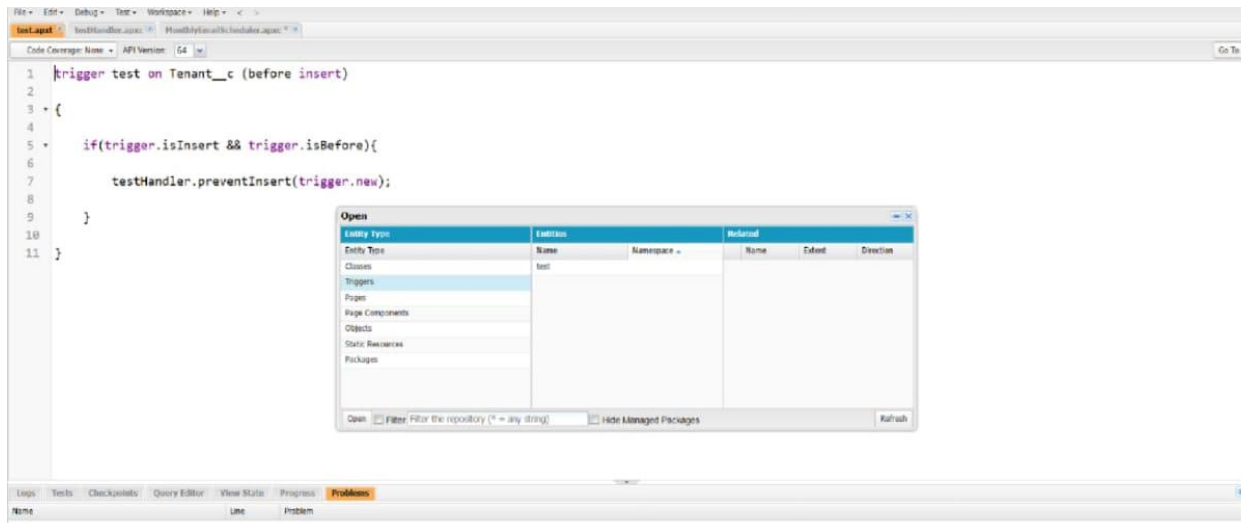 File Edit Debug Test Workspace Help < >
test.apxt testHandler.apxc MonthlyEmailScheduler.apxc *
Code Coverage: None API Version: 64 Go To
1 trigger test on Tenant__c (before insert)
2
3 {
4
5 if(trigger.isInsert && trigger.isBefore){
6
7 testHandler.preventInsert(trigger.new);
8
9 }
10
11 }
Open
Entity Type Entities Related
Entity Type Name Namespace Name Extent Direction
Classes test
Triggers
Pages
Page Components
Objects
Static Resources
Packages
Open Filter Filter the repository (* = any string) Hide Managed Packages Refresh
Logs Tests Checkpoints Query Editor View State Progress Problems
Name Line Problem